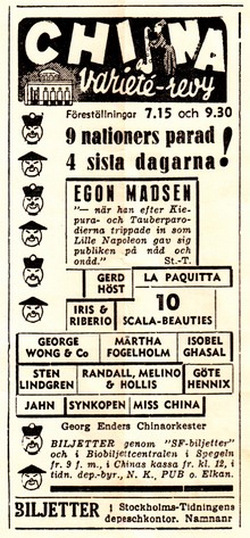 CHINA
variété-revy
Föreställningar 7.15 och 9.30
9 nationers parad
4 sista dagarna!
EGON MADSEN
"— när han efter Kie-
pura- och Tauberparo-
dierna trippade in som
Lille Napoleon gav sig
publiken på nåd och
onåd." St.-T.
GERD
HÖST
LA PAQUITTA
IRIS &
RIBERIO
10
SCALA-BEAUTIES
GEORGE
WONG & Co
MÄRTHA
FOGELHOLM
ISOBEL
GHASAL
STEN
LINDGREN
RANDALL, MELINO
& HOLLIS
GÖTE
HENNIX
JAHN
SYNKOPEN
MISS CHINA
Georg Enders Chinaorkester
BILJETTER genom "SF-biljetter"
och i Biobiljettcentralen i Spegeln
fr. 9 f. m., i Chinas kassa fr. kl. 12, i
tidn. dep.-byr., N. K., PUB o. Elkan.
BILJETTER i Stockholms-Tidningens
depeschkontor. Namnanr